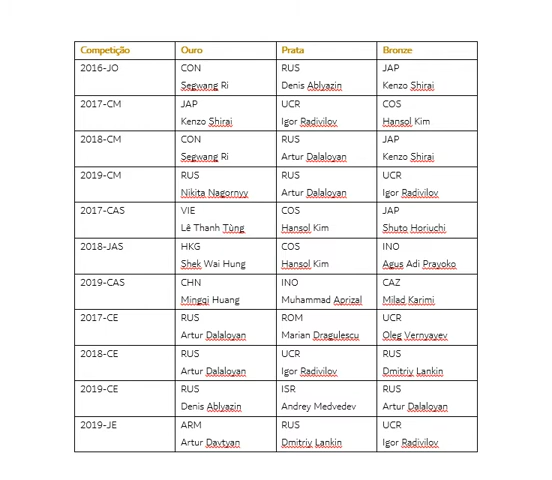 Competição Ouro Prata Bronze
2016-JO CON RUS JAP
Segwang Ri Denis Ablyazin Kenzo Shirai
2017-CM JAP UCR COS
Kenzo Shirai Igor Radivilov Hansol Kim
2018-CM CON RUS JAP
Segwang Ri Artur Dalaloyan Kenzo Shirai
2019-CM RUS RUS UCR
Nikita Nagornyy Artur Dalaloyan Igor Radivilov
2017-CAS VIE COS JAP
Lê Thanh Tùng Hansol Kim Shuto Horiuchi
2018-JAS HKG COS INO
Shek Wai Hung Hansol Kim Agus Adi Prayoko
2019-CAS CHN INO CAZ
Mingqi Huang Muhammad Aprizal Milad Karimi
2017-CE RUS ROM UCR
Artur Dalaloyan Marian Dragulescu Oleg Vernyayev
2018-CE RUS UCR RUS
Artur Dalaloyan Igor Radivilov Dmitriy Lankin
2019-CE RUS ISR RUS
Denis Ablyazin Andrey Medvedev Artur Dalaloyan
2019-JE ARM RUS UCR
Artur Davtyan Dmitriy Lankin Igor Radivilov